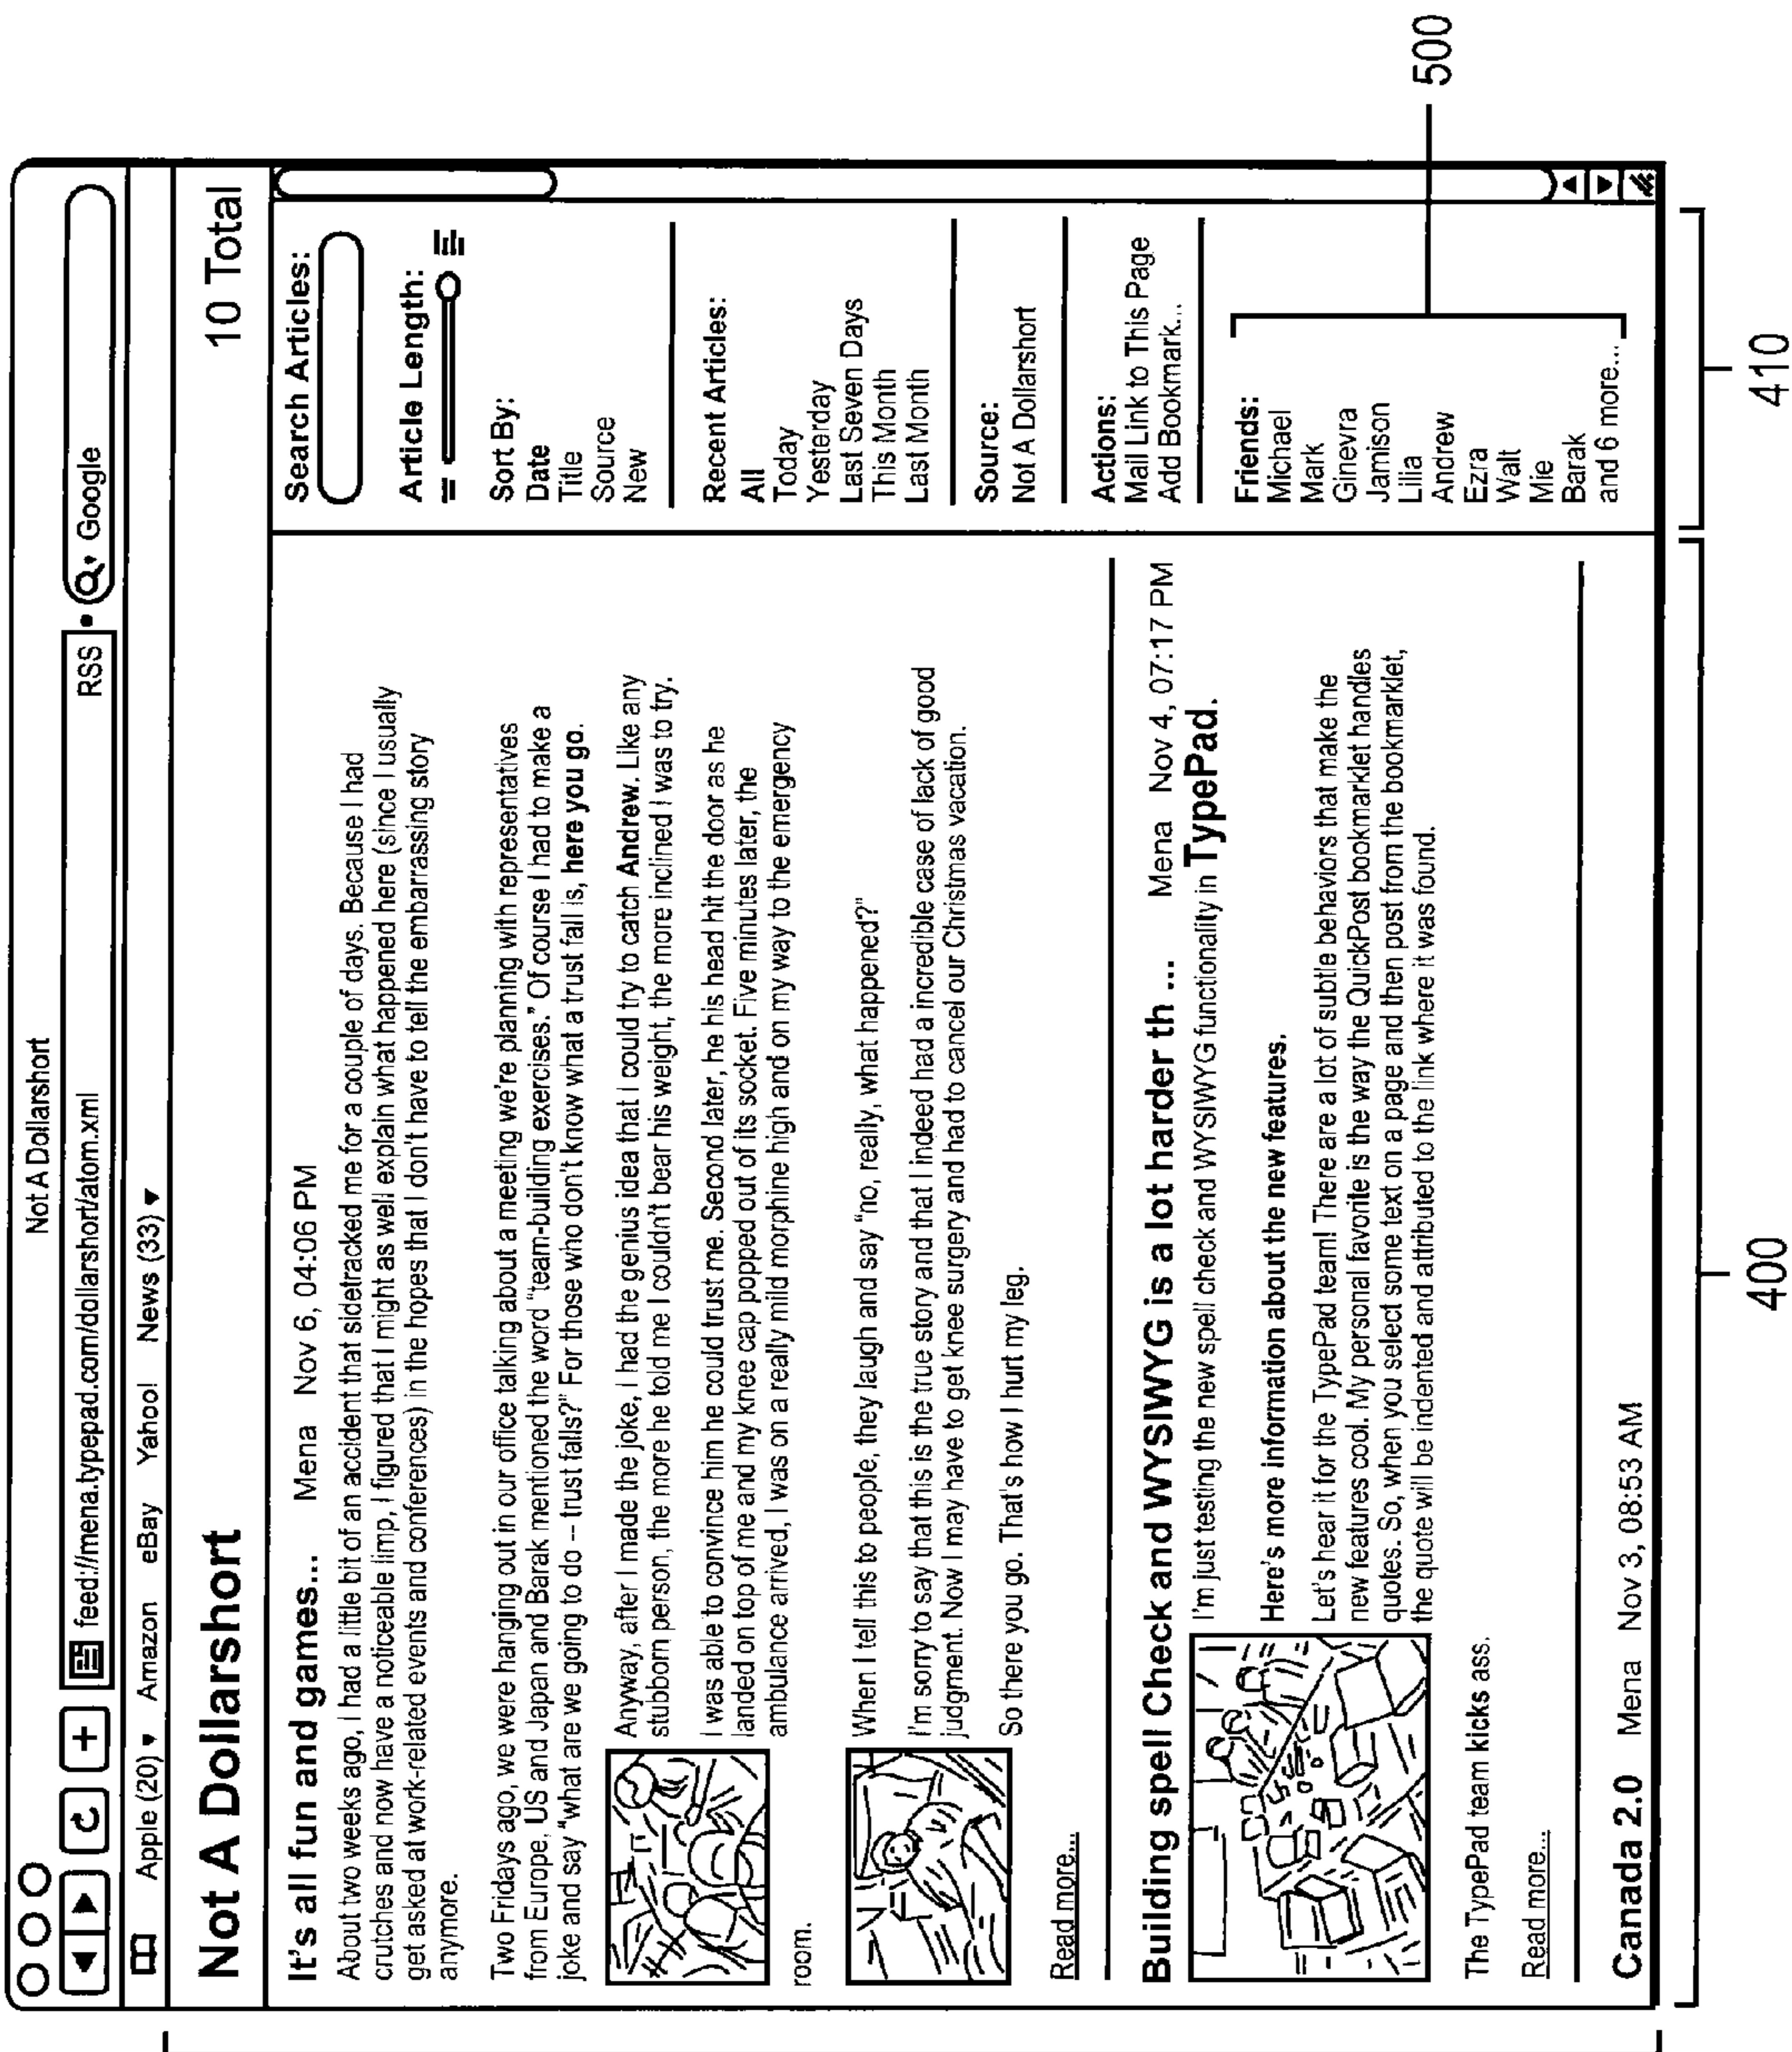 Not A Dollarshort
feed://mena.typepad.com/dollarshort/atom.xml
RSS
Google
Apple (20) ▾ Amazon eBay Yahoo! News (33) ▾
Not A Dollarshort
10 Total
It's all fun and games... Mena Nov 6, 04:06 PM
About two weeks ago, I had a little bit of an accident that sidetracked me for a couple of days. Because I had
crutches and now have a noticeable limp, I figured that I might as well explain what happened here (since I usually
get asked at work-related events and conferences) in the hopes that I don't have to tell the embarrassing story
anymore.
Two Fridays ago, we were hanging out in our office talking about a meeting we're planning with representatives
from Europe, US and Japan and Barak mentioned the word "team-building exercises." Of course I had to make a
joke and say "what are we going to do -- trust falls?" For those who don't know what a trust fall is, here you go.
Anyway, after I made the joke, I had the genius idea that I could try to catch Andrew. Like any
stubborn person, the more he told me I couldn't bear his weight, the more inclined I was to try.
I was able to convince him he could trust me. Second later, his head hit the door as he
landed on top of me and my knee cap popped out of its socket. Five minutes later, the
ambulance arrived, I was on a really mild morphine high and on my way to the emergency
room.
When I tell this to people, they laugh and say "no, really, what happened?"
I'm sorry to say that this is the true story and that I indeed had a incredible case of lack of good
judgment. Now I may have to get knee surgery and had to cancel our Christmas vacation.
So there you go. That's how I hurt my leg.
Read more...
Building spell Check and WYSIWYG is a lot harder th ... Mena Nov 4, 07:17 PM
I'm just testing the new spell check and WYSIWYG functionality in TypePad.
Here's more information about the new features.
Let's hear it for the TypePad team! There are a lot of subtle behaviors that make the
new features cool. My personal favorite is the way the QuickPost bookmarklet handles
quotes. So, when you select some text on a page and then post from the bookmarklet,
the quote will be indented and attributed to the link where it was found.
The TypePad team kicks ass.
Read more...
Canada 2.0 Mena Nov 3, 08:53 AM
Search Articles:
Article Length:
Sort By:
Date
Title
Source
New
Recent Articles:
All
Today
Yesterday
Last Seven Days
This Month
Last Month
Source:
Not A Dollarshort
Actions:
Mail Link to This Page
Add Bookmark...
Friends:
Michael
Mark
Ginevra
Jamison
Lilia
Andrew
Ezra
Walt
Mie
Barak
and 6 more...
500
400
410